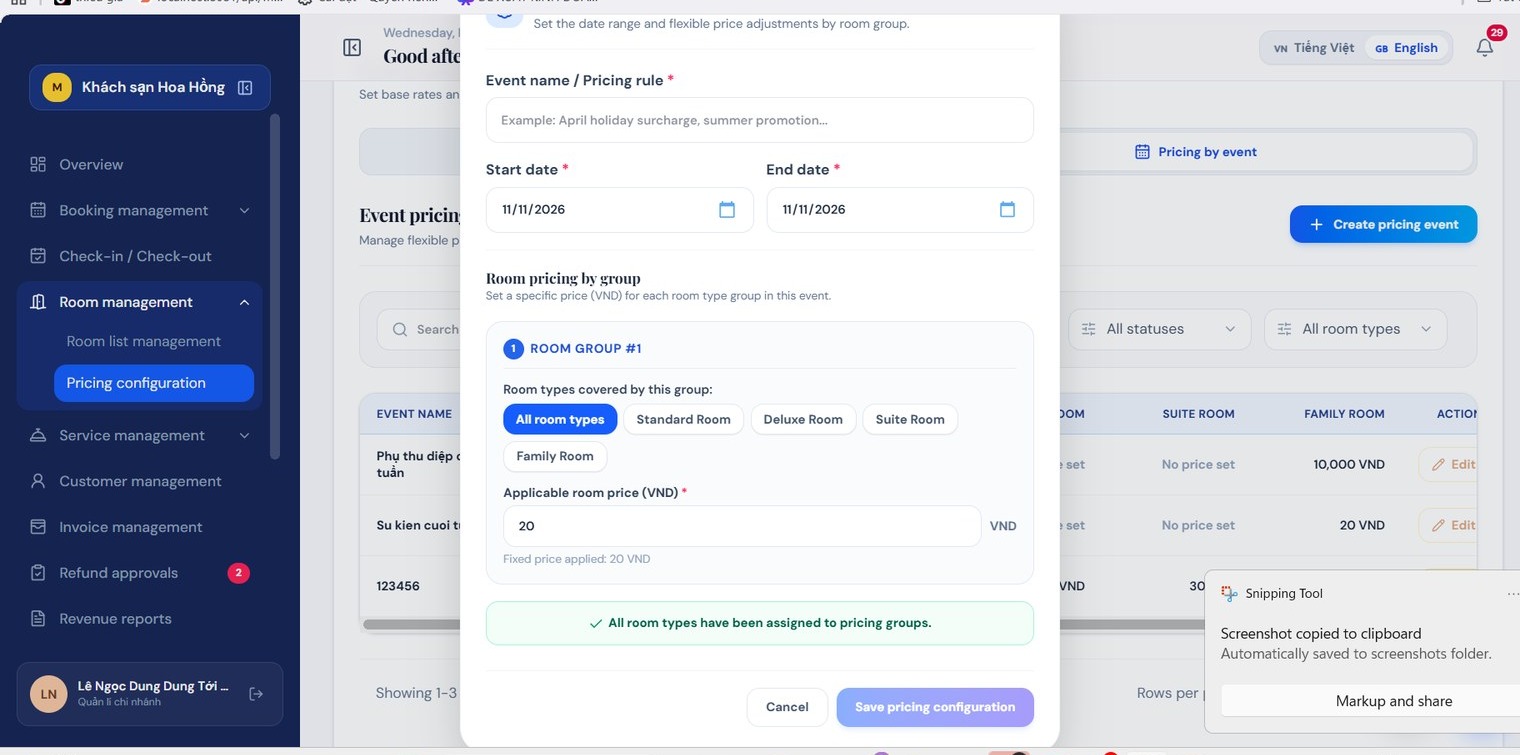 Set the date range and flexible price adjustments by room group.
Wednesday,
VN Tiếng Việt
GB English
29
M Khách sạn Hoa Hồng
Good afte
Event name / Pricing rule *
Set base rates an
Example: April holiday surcharge, summer promotion...
Pricing by event
Overview
Start date *
End date *
11/11/2026
11/11/2026
Booking management
Event pricing
Create pricing event
Manage flexible p
Check-in / Check-out
Room pricing by group
Set a specific price (VND) for each room type group in this event.
Room management
Search
All statuses
All room types
Room list management
1 ROOM GROUP #1
Pricing configuration
Room types covered by this group:
EVENT NAME
All room types
Standard Room
Deluxe Room
Suite Room
OOM
SUITE ROOM
FAMILY ROOM
ACTION
Service management
Family Room
Phụ thu diệp c
tuần
e set
No price set
10,000 VND
Edit
Customer management
Applicable room price (VND) *
20
VND
Su kien cuoi tu
e set
No price set
20 VND
Edit
Invoice management
Fixed price applied: 20 VND
Refund approvals
2
123456
VND
30
Snipping Tool
...
Revenue reports
All room types have been assigned to pricing groups.
Screenshot copied to clipboard
Automatically saved to screenshots folder.
LN
Lê Ngọc Dung Dung Tới ...
Quản lí chi nhánh
Showing 1-3
Rows per p
Cancel
Save pricing configuration
Markup and share